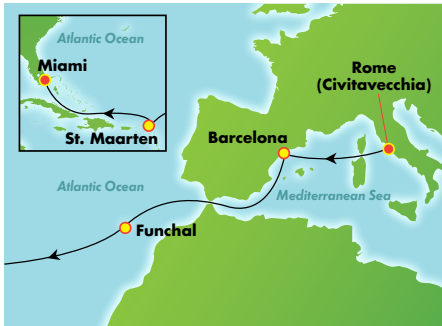 Atlantic Ocean
Miami
St. Maarten
Rome
(Civitavecchia)
Barcelona
Atlantic Ocean
Mediterranean Sea
Funchal